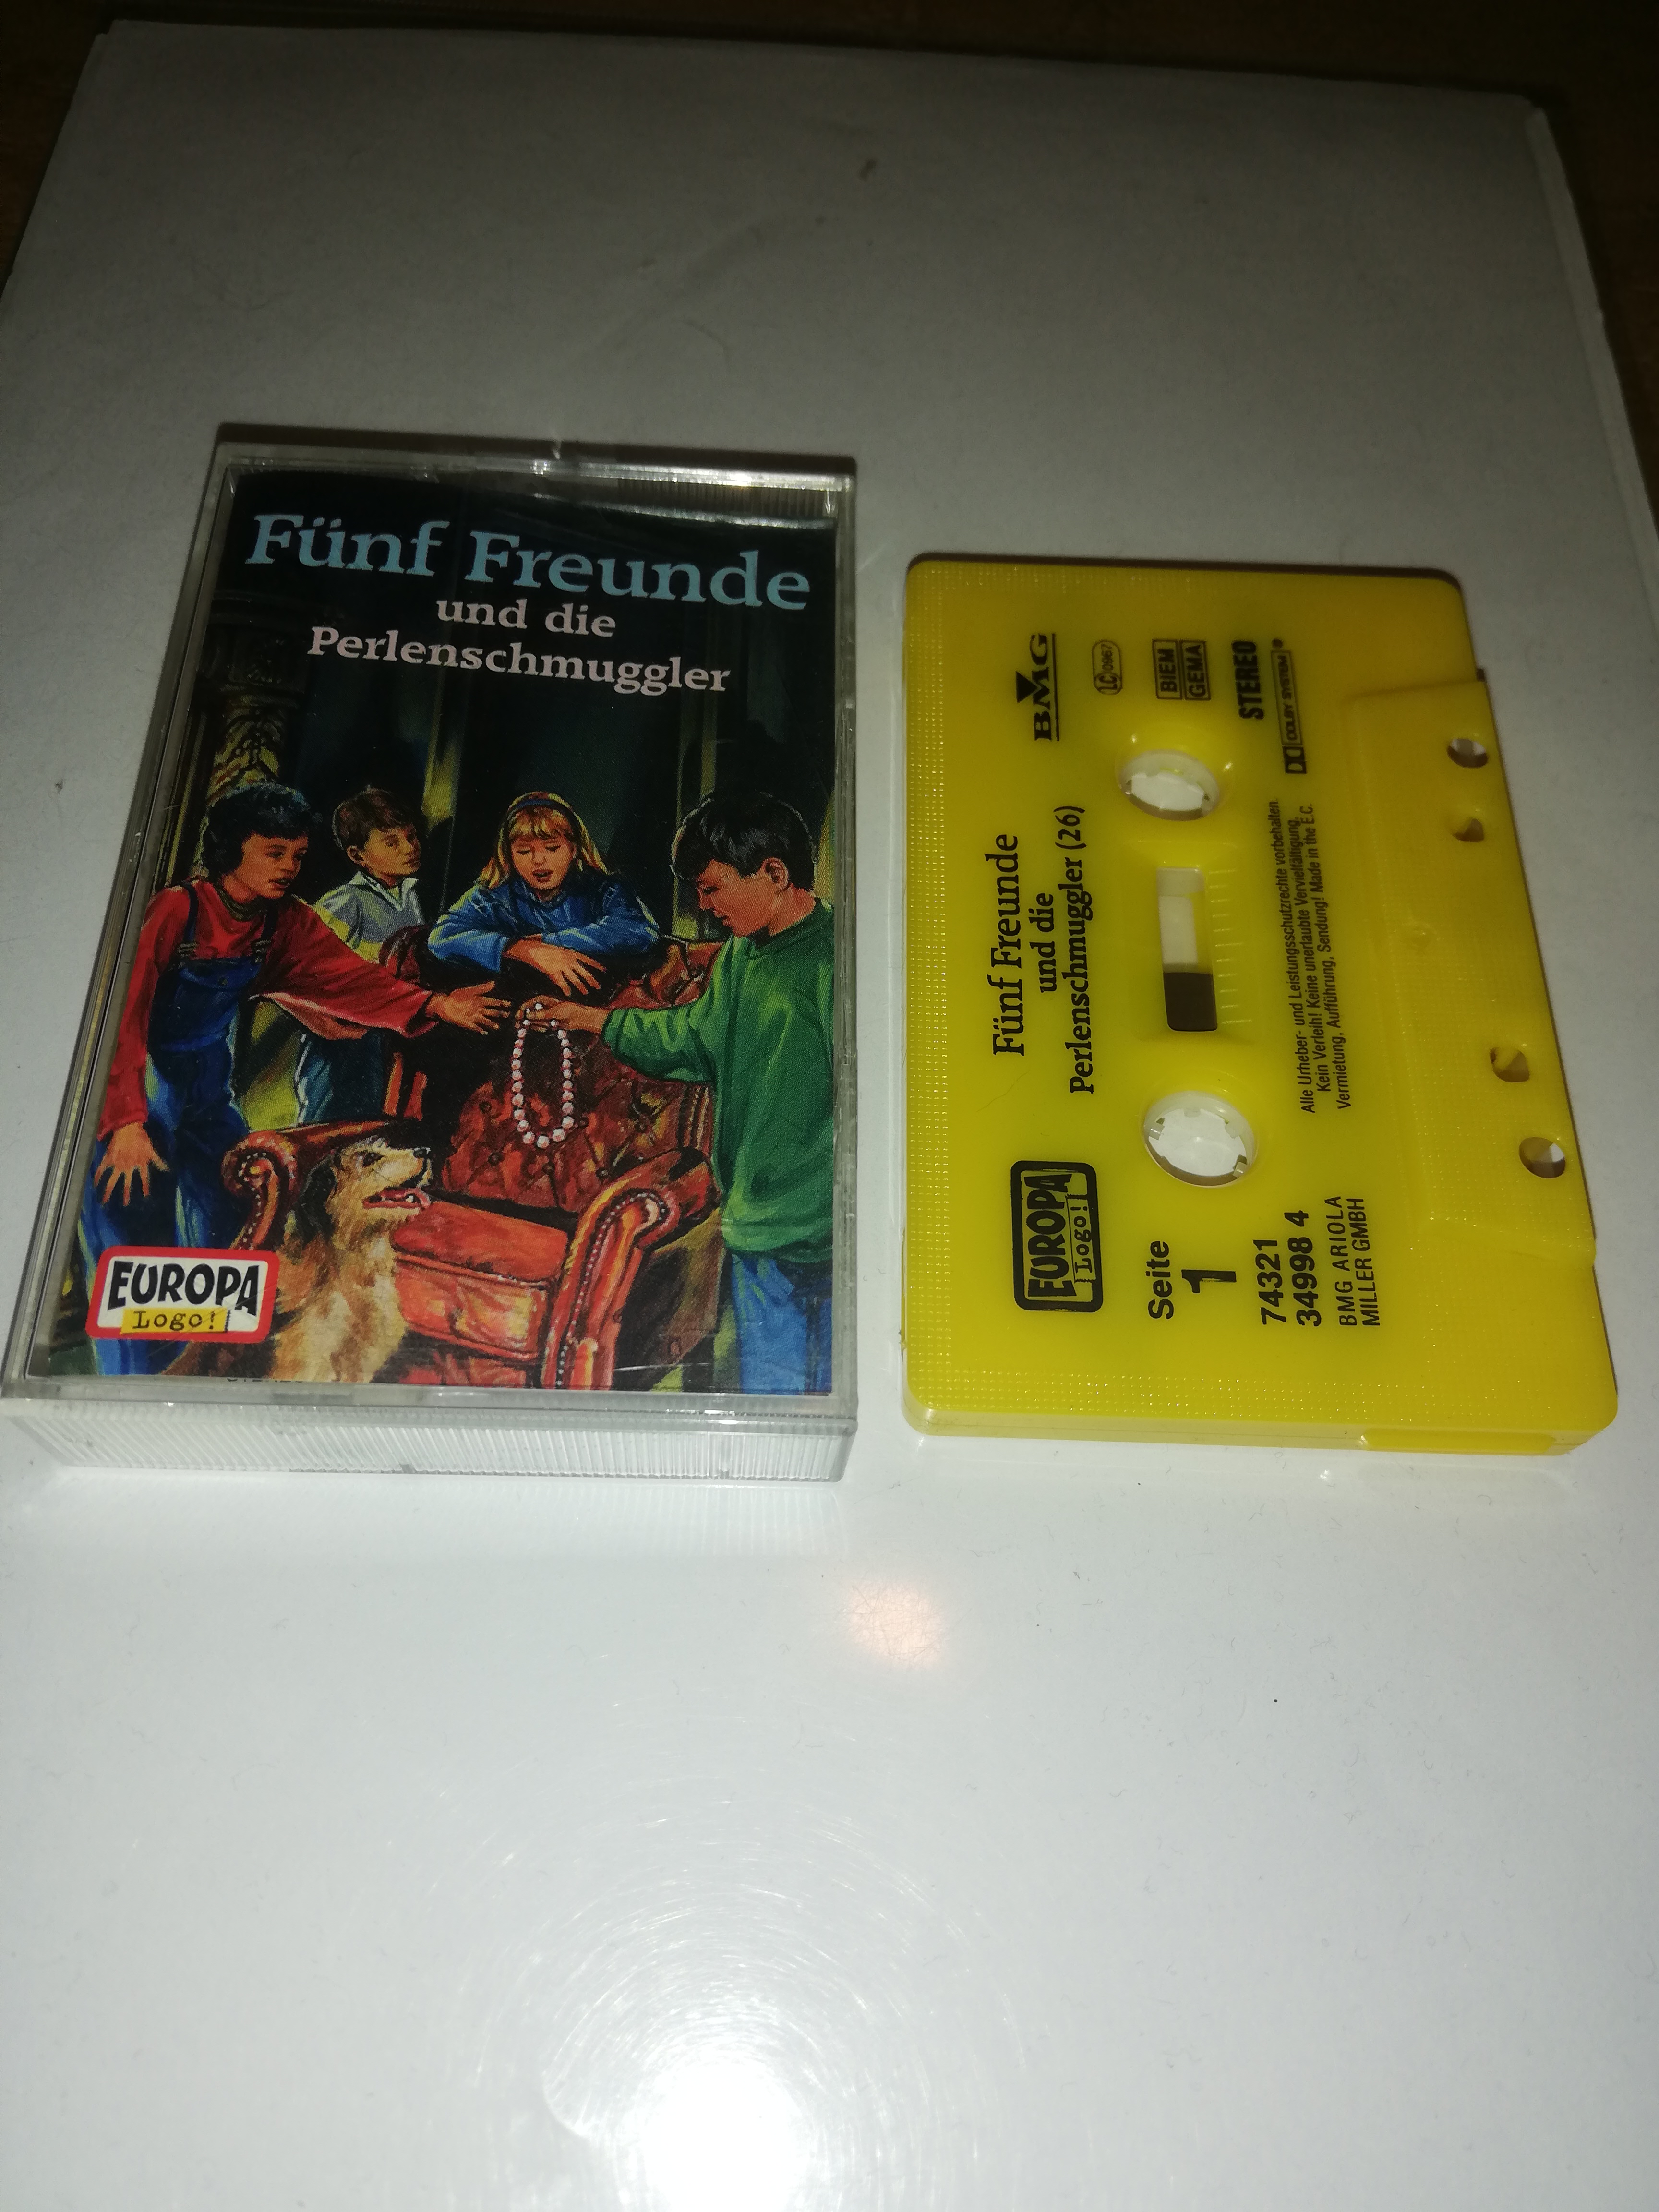 Fünf Freunde
und die
Perlenschmuggler
EUROPA
Logo!
BMG
LC 0967
BIEM
GEMA
STEREO
DOLBY SYSTEM®
Fünf Freunde
und die
Perlenschmuggler (26)
Alle Urheber- und Leistungsschutzrechte vorbehalten.
Kein Verleih! Keine unerlaubte Vervielfältigung,
Vermietung, Aufführung, Sendung! Made in the E.C.
EUROPA
Logo!
Seite
1
74321
34998 4
BMG ARIOLA
MILLER GMBH